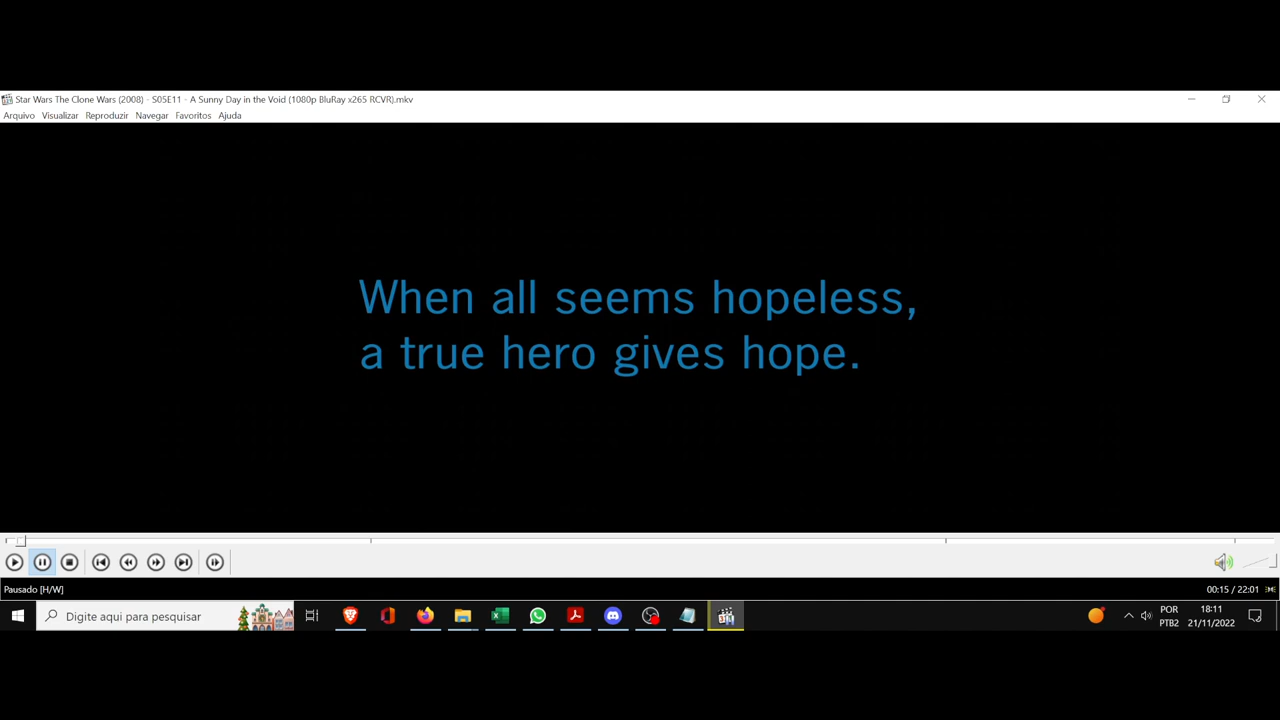 Star Wars The Clone Wars (2008) - S05E11 - A Sunny Day in the Void (1080p BluRay x265 RCVR).mkv
Arquivo Visualizar Reproduzir Navegar Favoritos Ajuda
When all seems hopeless,
a true hero gives hope.
Pausado [H/W]
00:15 / 22:01
Digite aqui para pesquisar
POR
PTB2
18:11
21/11/2022